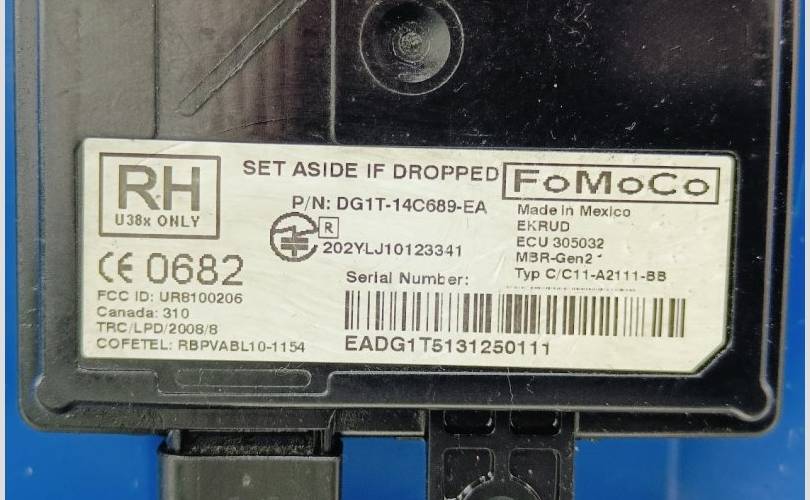 RH
U38x ONLY
SET ASIDE IF DROPPED
FoMoCo
P/N: DG1T-14C689-EA
R
202YLJ10123341
Made in Mexico
EKRUD
ECU 305032
MBR-Gen2
Typ C/C11-A2111-BB
CE 0682
FCC ID: UR8100206
Canada: 310
TRC/LPD/2008/8
COFETEL: RBPVABL10-1154
Serial Number:
EADG1T5131250111